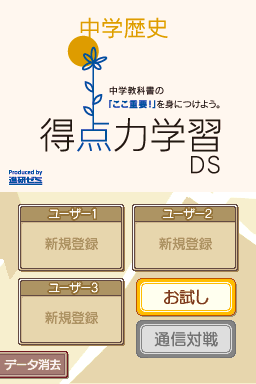 中学歴史
中学教科書の
「ここ重要!」を身につけよう。
得点力学習
DS
Produced by
進研ゼミ
ユーザー1
新規登録
ユーザー2
新規登録
ユーザー3
新規登録
お試し
通信対戦
データ消去